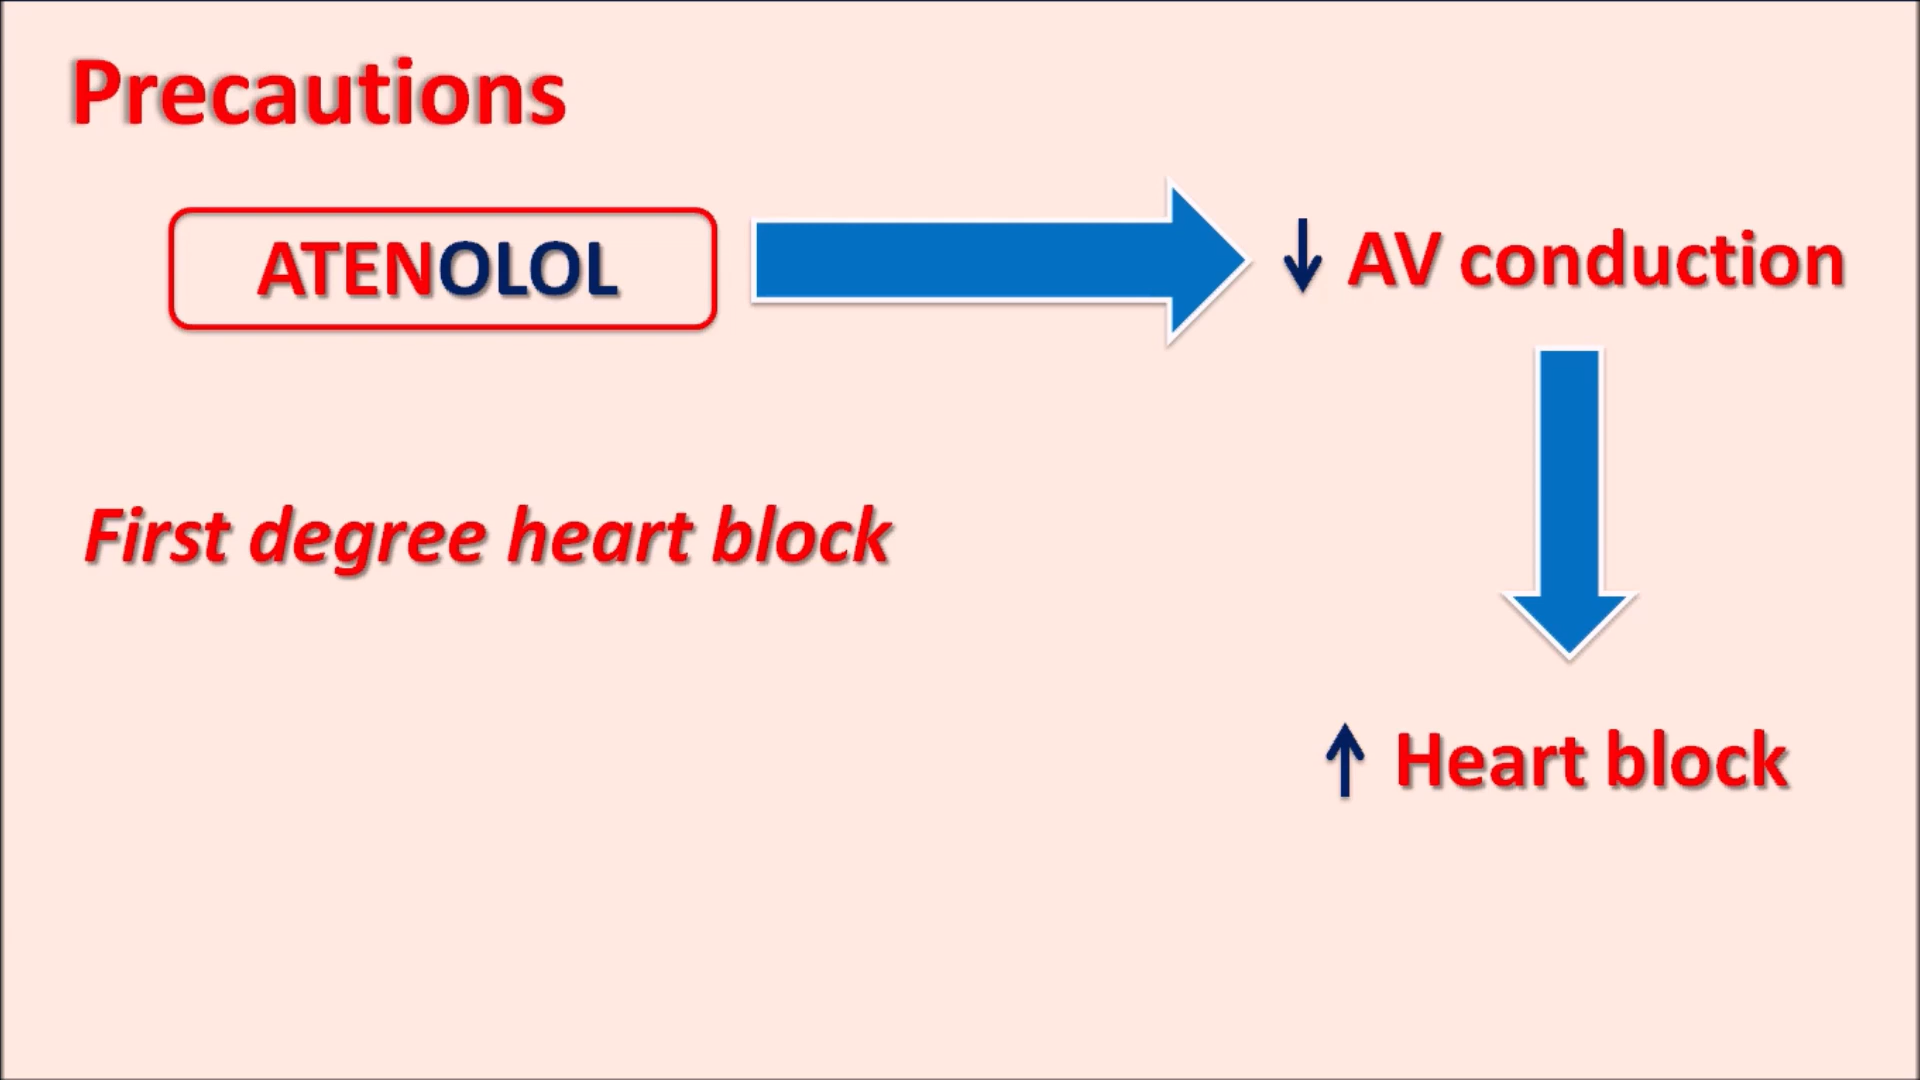 Precautions
ATENOLOL
↓ AV conduction
First degree heart block
↑ Heart block